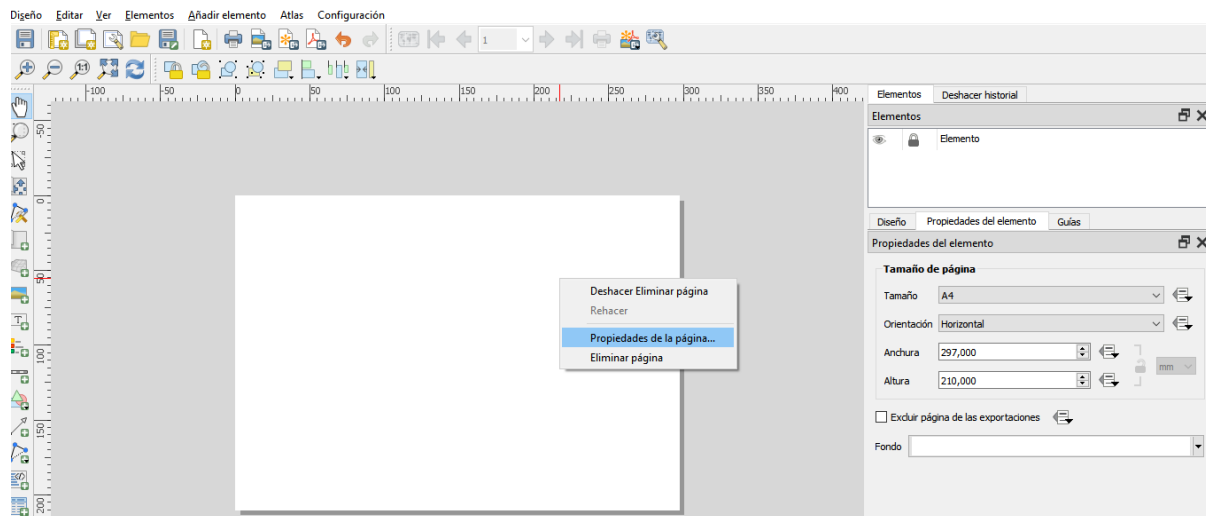 Diseño Editar Ver Elementos Añadir elemento Atlas Configuración
1
-100 -50 0 50 100 150 200 250 300 350 400
Elementos Deshacer historial
Elementos
Elemento
-50
0
50
100
150
200
Deshacer Eliminar página
Rehacer
Propiedades de la página...
Eliminar página
Diseño Propiedades del elemento Guías
Propiedades del elemento
Tamaño de página
Tamaño A4
Orientación Horizontal
Anchura 297,000
mm
Altura 210,000
Excluir página de las exportaciones
Fondo